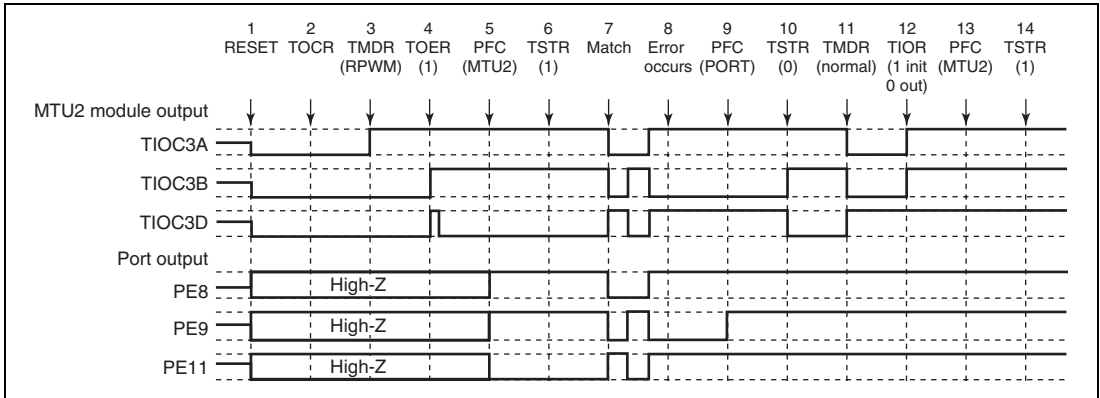 1 2 3 4 5 6 7 8 9 10 11 12 13 14
RESET TOCR TMDR TOER PFC TSTR Match Error PFC TSTR TMDR TIOR PFC TSTR
(RPWM) (1) (MTU2) (1) occurs (PORT) (0) (normal) (1 init (MTU2) (1)
0 out)
MTU2 module output
TIOC3A
TIOC3B
TIOC3D
Port output
PE8 High-Z
PE9 High-Z
PE11 High-Z